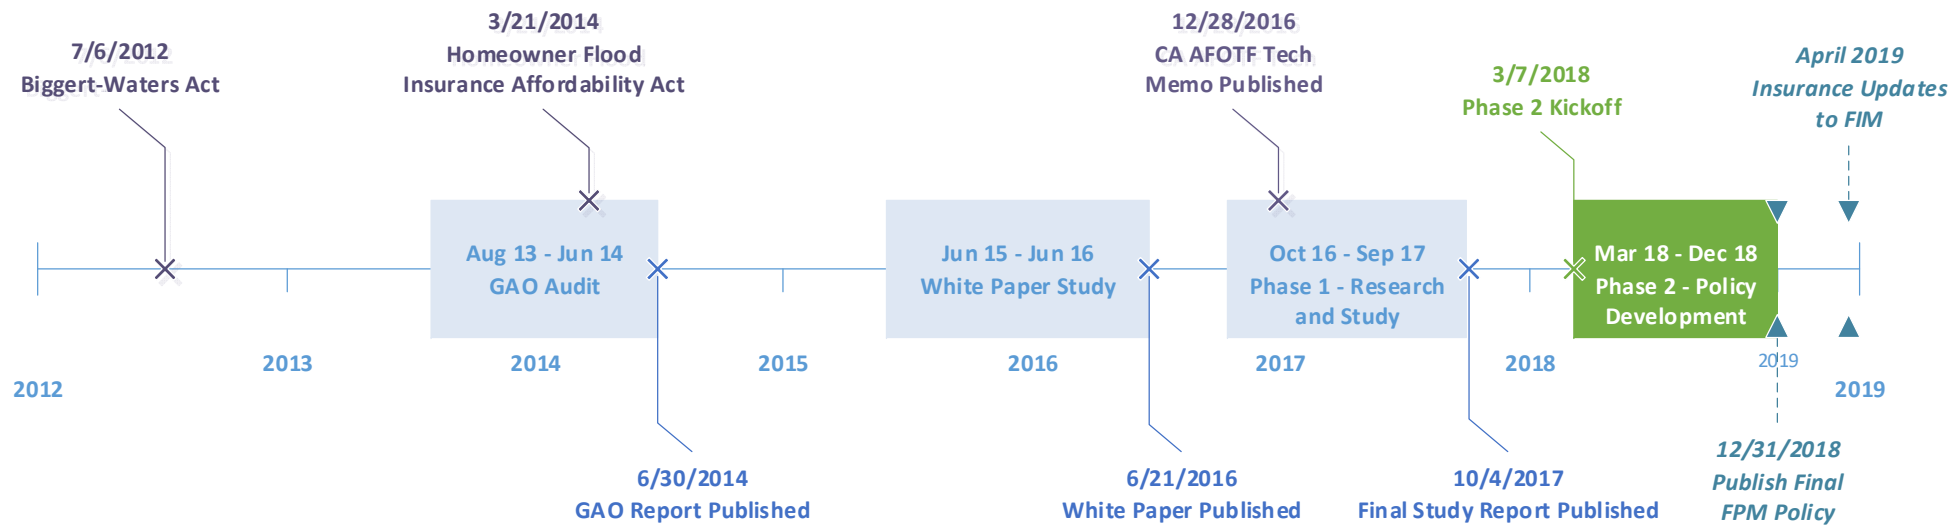 7/6/2012
Biggert-Waters Act
3/21/2014
Homeowner Flood
Insurance Affordability Act
12/28/2016
CA AFOTF Tech
Memo Published
3/7/2018
Phase 2 Kickoff
April 2019
Insurance Updates
to FIM
Aug 13 - Jun 14
GAO Audit
Jun 15 - Jun 16
White Paper Study
Oct 16 - Sep 17
Phase 1 - Research
and Study
Mar 18 - Dec 18
Phase 2 - Policy
Development
2012
2013
2014
2015
2016
2017
2018
2019
2019
6/30/2014
GAO Report Published
6/21/2016
White Paper Published
10/4/2017
Final Study Report Published
12/31/2018
Publish Final
FPM Policy